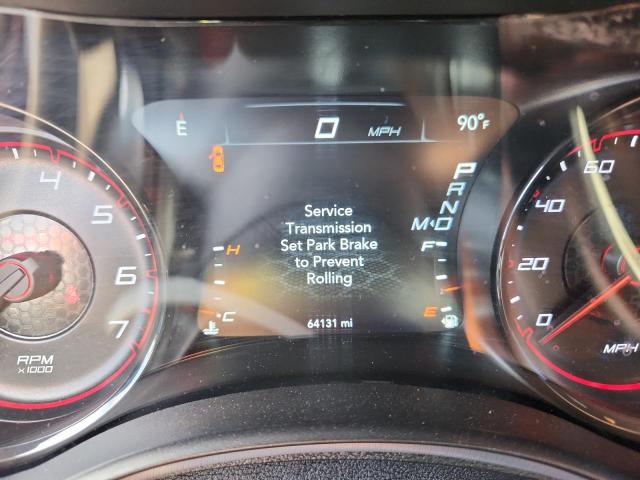 E 0 MPH 90°F
P
R
N
M◄D
Service
Transmission
Set Park Brake
to Prevent
Rolling
H
C
F
E
64131 mi
4
5
6
7
RPM
x1000
60
40
20
0
MPH